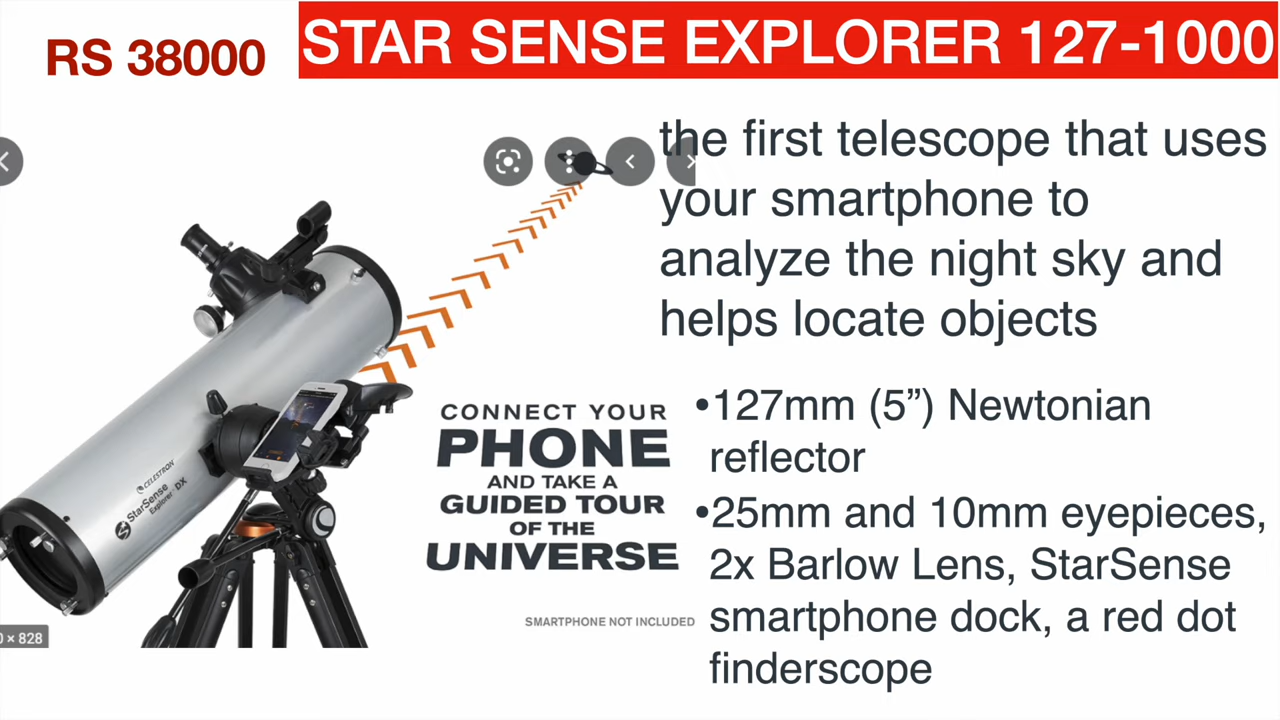 RS 38000
STAR SENSE EXPLORER 127-1000
the first telescope that uses
your smartphone to
analyze the night sky and
helps locate objects
CELESTRON
StarSense
Explorer DX
CONNECT YOUR
PHONE
AND TAKE A
GUIDED TOUR
OF THE
UNIVERSE
SMARTPHONE NOT INCLUDED
•127mm (5”) Newtonian
reflector
•25mm and 10mm eyepieces,
2x Barlow Lens, StarSense
smartphone dock, a red dot
finderscope
× 828